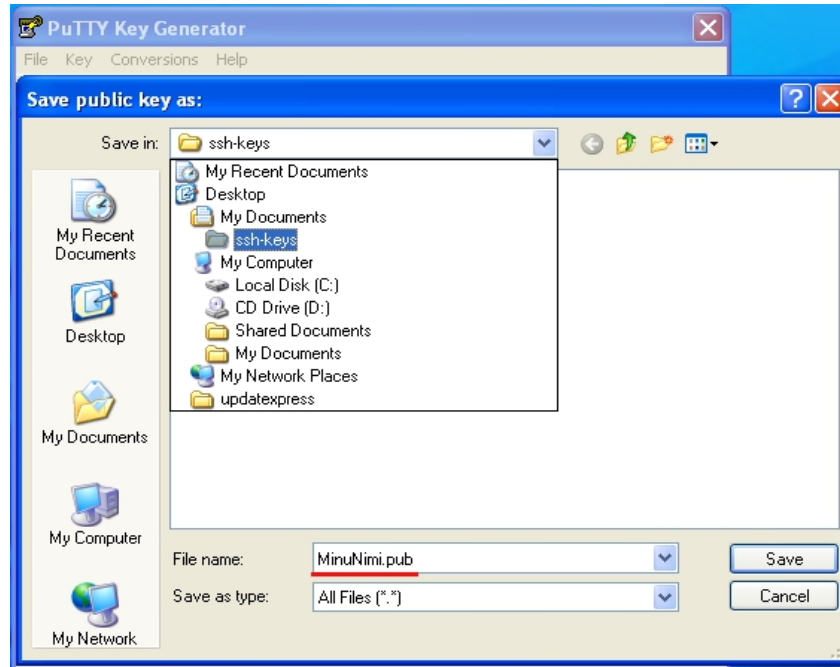 PuTTY Key Generator
File Key Conversions Help
Save public key as:
Save in: ssh-keys
My Recent Documents
Desktop
My Documents
ssh-keys
My Computer
Local Disk (C:)
CD Drive (D:)
Shared Documents
My Documents
My Network Places
updatexpress
My Recent
Documents
Desktop
My Documents
My Computer
My Network
File name: MinuNimi.pub Save
Save as type: All Files (*.*) Cancel